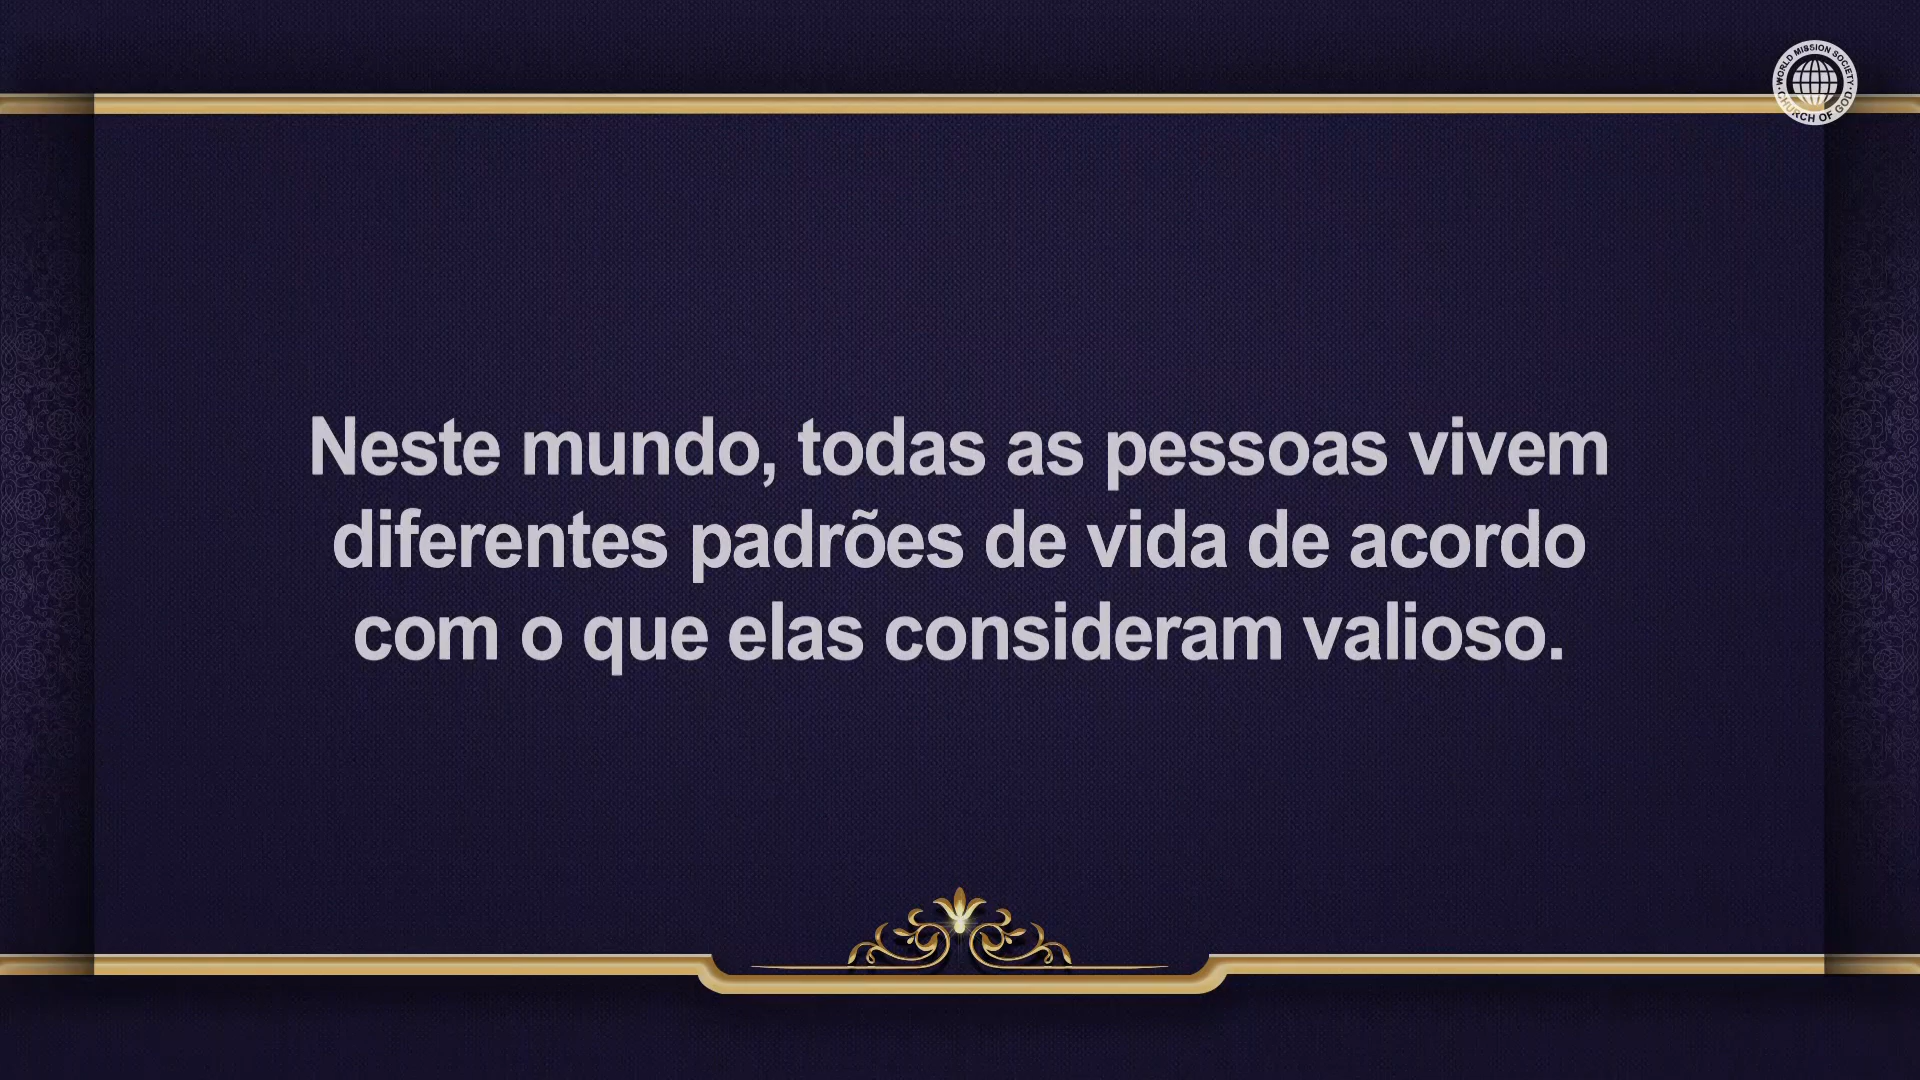 WORLD MISSION SOCIETY
CHURCH OF GOD
Neste mundo, todas as pessoas vivem
diferentes padrões de vida de acordo
com o que elas consideram valioso.